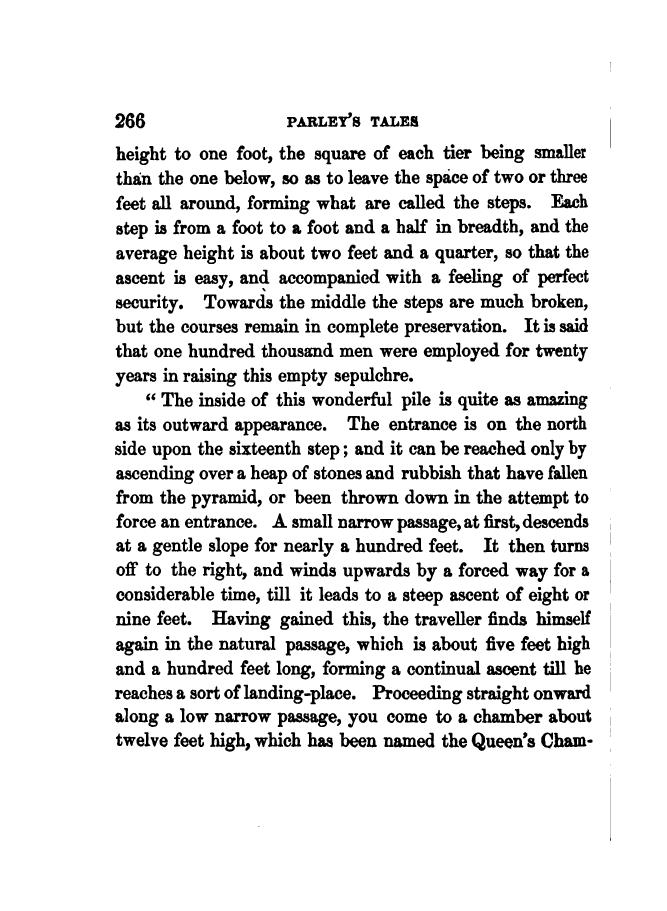 266 PARLEY'S TALES
height to one foot, the square of each tier being smaller
than the one below, so as to leave the space of two or three
feet all around, forming what are called the steps. Each
step is from a foot to a foot and a half in breadth, and the
average height is about two feet and a quarter, so that the
ascent is easy, and accompanied with a feeling of perfect
security. Towards the middle the steps are much broken,
but the courses remain in complete preservation. It is said
that one hundred thousand men were employed for twenty
years in raising this empty sepulchre.
“ The inside of this wonderful pile is quite as amazing
as its outward appearance. The entrance is on the north
side upon the sixteenth step; and it can be reached only by
ascending over a heap of stones and rubbish that have fallen
from the pyramid, or been thrown down in the attempt to
force an entrance. A small narrow passage, at first, descends
at a gentle slope for nearly a hundred feet. It then turns
off to the right, and winds upwards by a forced way for a
considerable time, till it leads to a steep ascent of eight or
nine feet. Having gained this, the traveller finds himself
again in the natural passage, which is about five feet high
and a hundred feet long, forming a continual ascent till he
reaches a sort of landing-place. Proceeding straight onward
along a low narrow passage, you come to a chamber about
twelve feet high, which has been named the Queen's Cham-